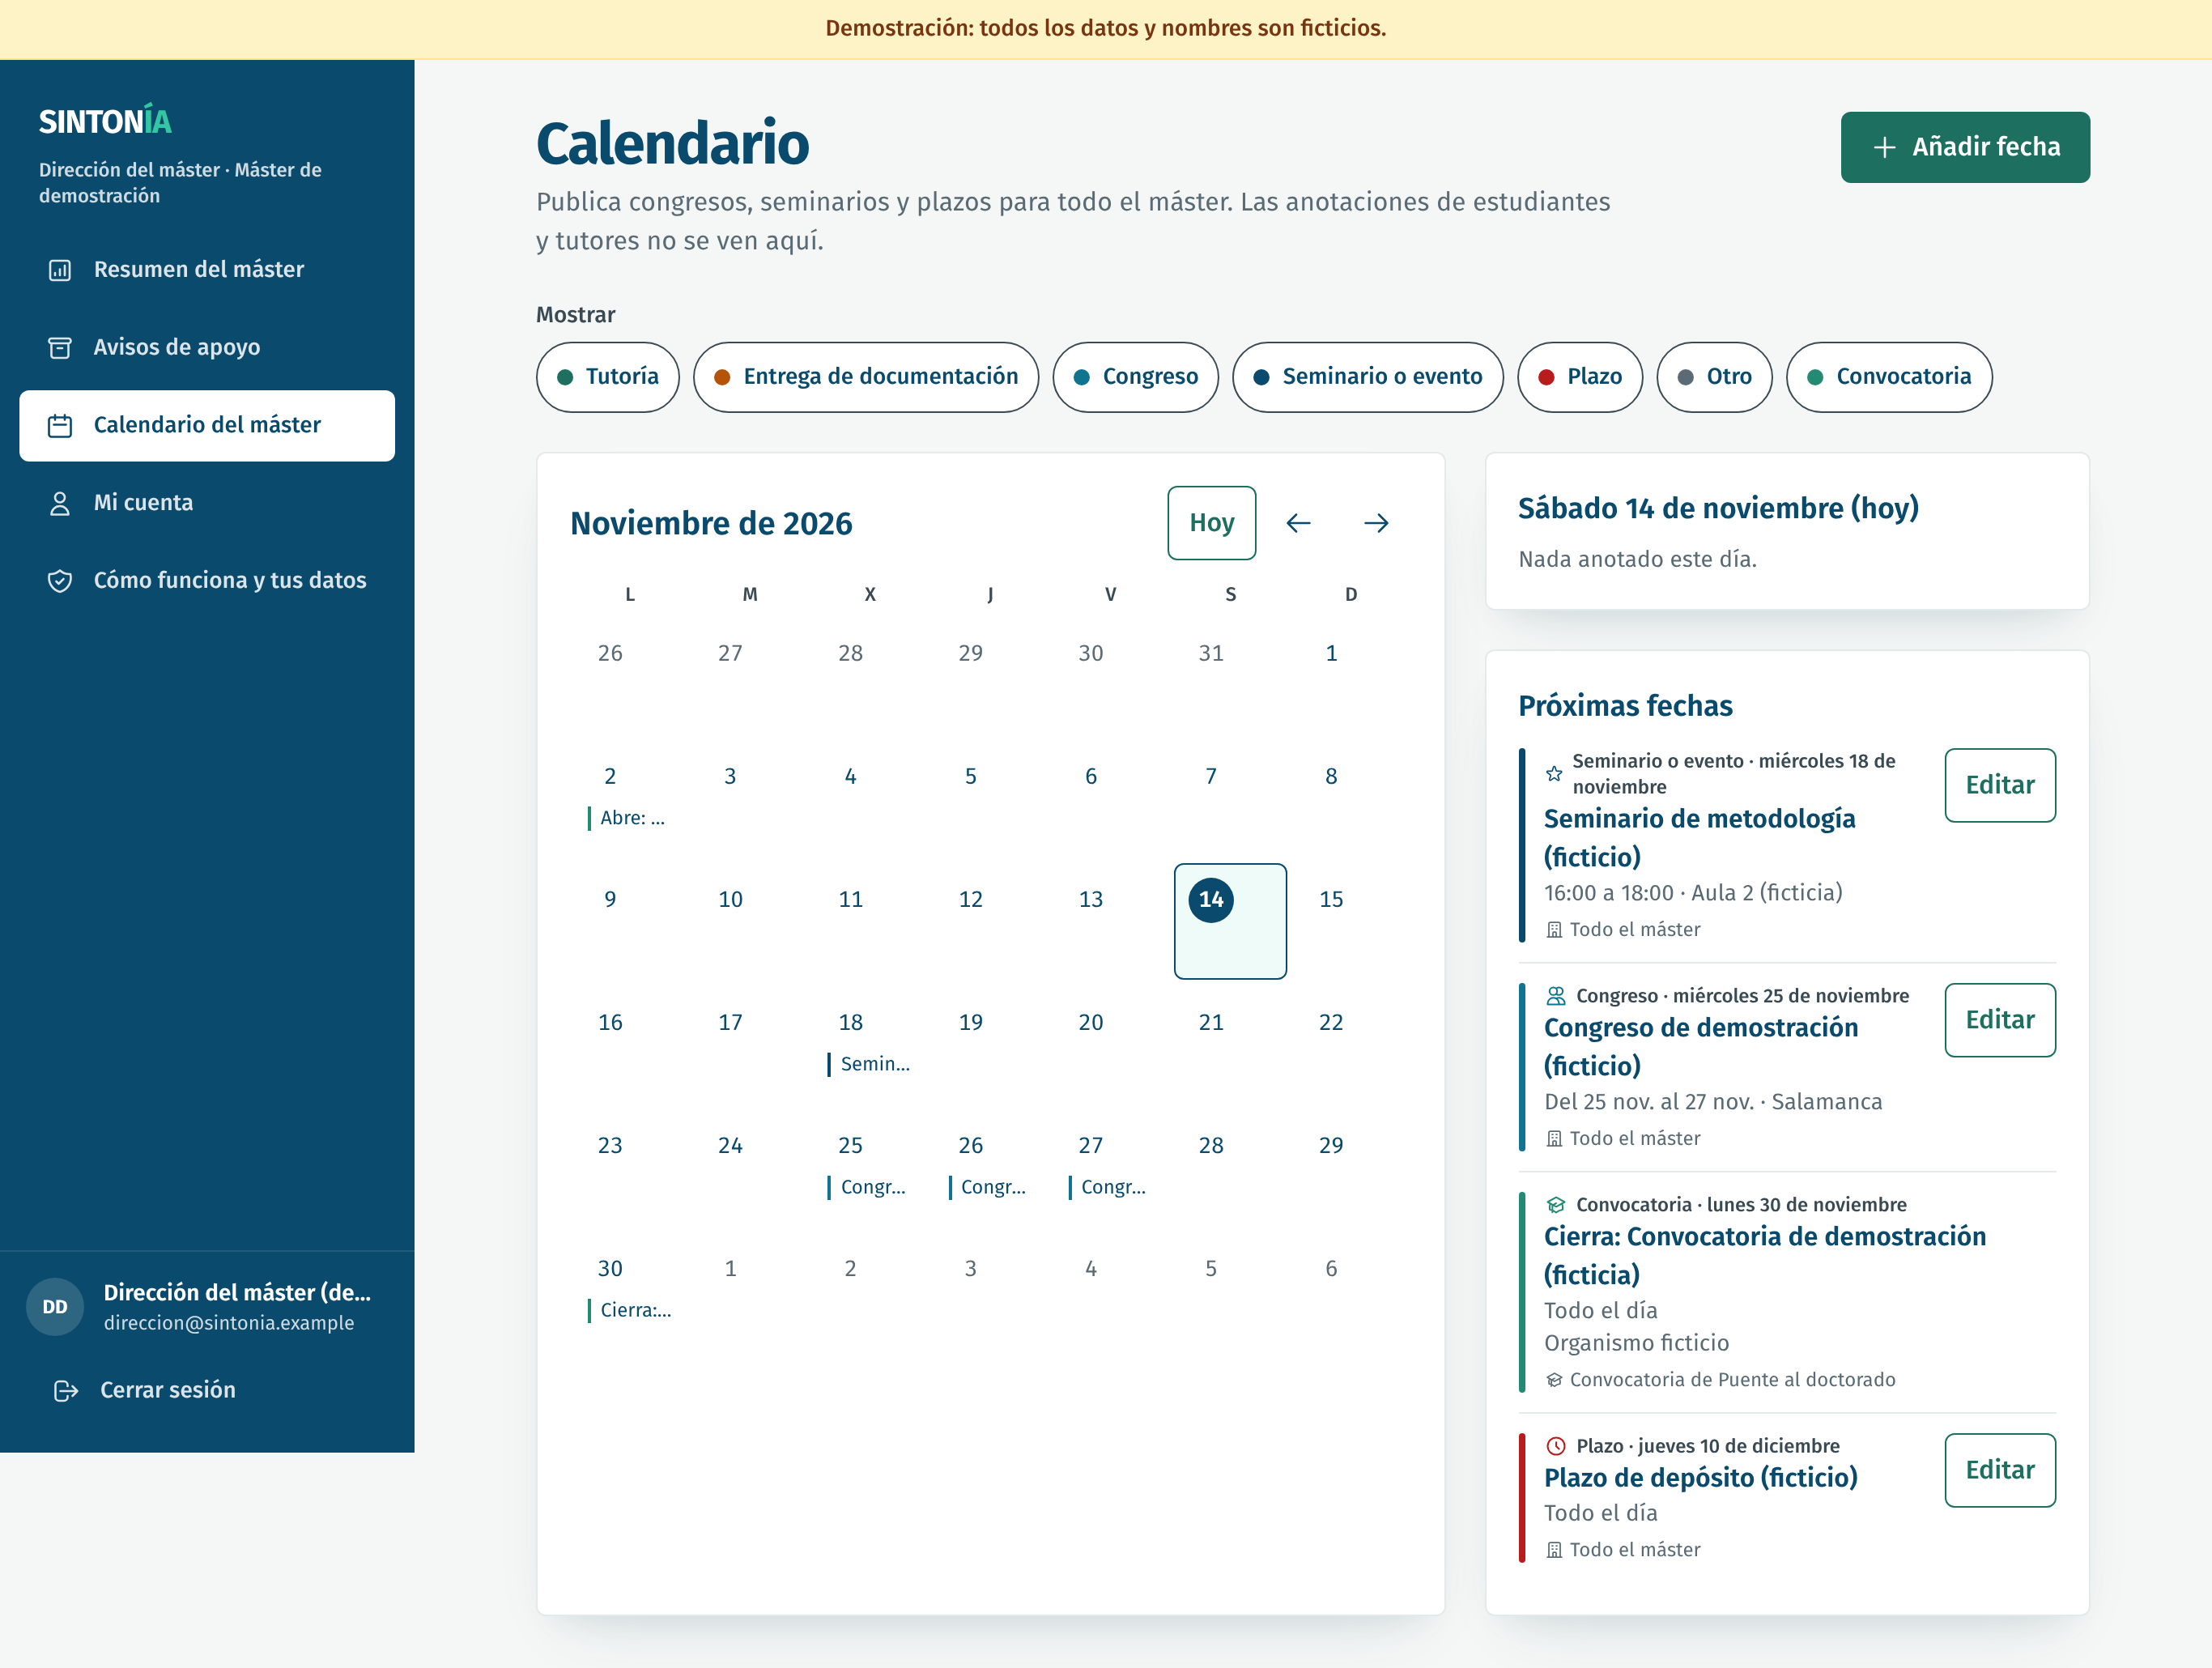 Demostración: todos los datos y nombres son ficticios.
SINTONÍA
Dirección del máster · Máster de
demostración
Resumen del máster
Avisos de apoyo
Calendario del máster
Mi cuenta
Cómo funciona y tus datos
DD
Dirección del máster (de...
direccion@sintonia.example
Cerrar sesión
Calendario
Añadir fecha
Publica congresos, seminarios y plazos para todo el máster. Las anotaciones de estudiantes
y tutores no se ven aquí.
Mostrar
Tutoría Entrega de documentación Congreso Seminario o evento Plazo Otro Convocatoria
Noviembre de 2026
Hoy
L M X J V S D
26 27 28 29 30 31 1
2 3 4 5 6 7 8
Abre: ...
9 10 11 12 13 14 15
16 17 18 19 20 21 22
Semin...
23 24 25 26 27 28 29
Congr... Congr... Congr...
30 1 2 3 4 5 6
Cierra:...
Sábado 14 de noviembre (hoy)
Nada anotado este día.
Próximas fechas
Seminario o evento · miércoles 18 de
noviembre
Editar
Seminario de metodología
(ficticio)
16:00 a 18:00 · Aula 2 (ficticia)
Todo el máster
Congreso · miércoles 25 de noviembre
Editar
Congreso de demostración
(ficticio)
Del 25 nov. al 27 nov. · Salamanca
Todo el máster
Convocatoria · lunes 30 de noviembre
Cierra: Convocatoria de demostración
(ficticia)
Todo el día
Organismo ficticio
Convocatoria de Puente al doctorado
Plazo · jueves 10 de diciembre
Editar
Plazo de depósito (ficticio)
Todo el día
Todo el máster